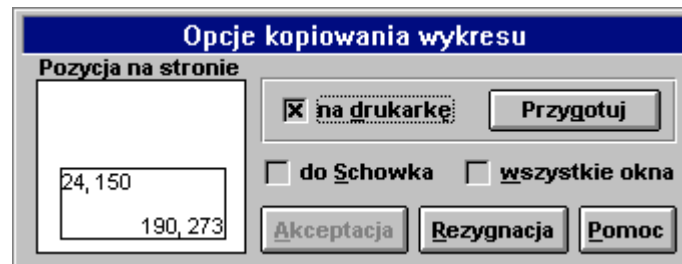 Opcje kopiowania wykresu
Pozycja na stronie
na drukarkę
Przygotuj
24, 150
190, 273
do Schowka
wszystkie okna
Akceptacja
Rezygnacja
Pomoc